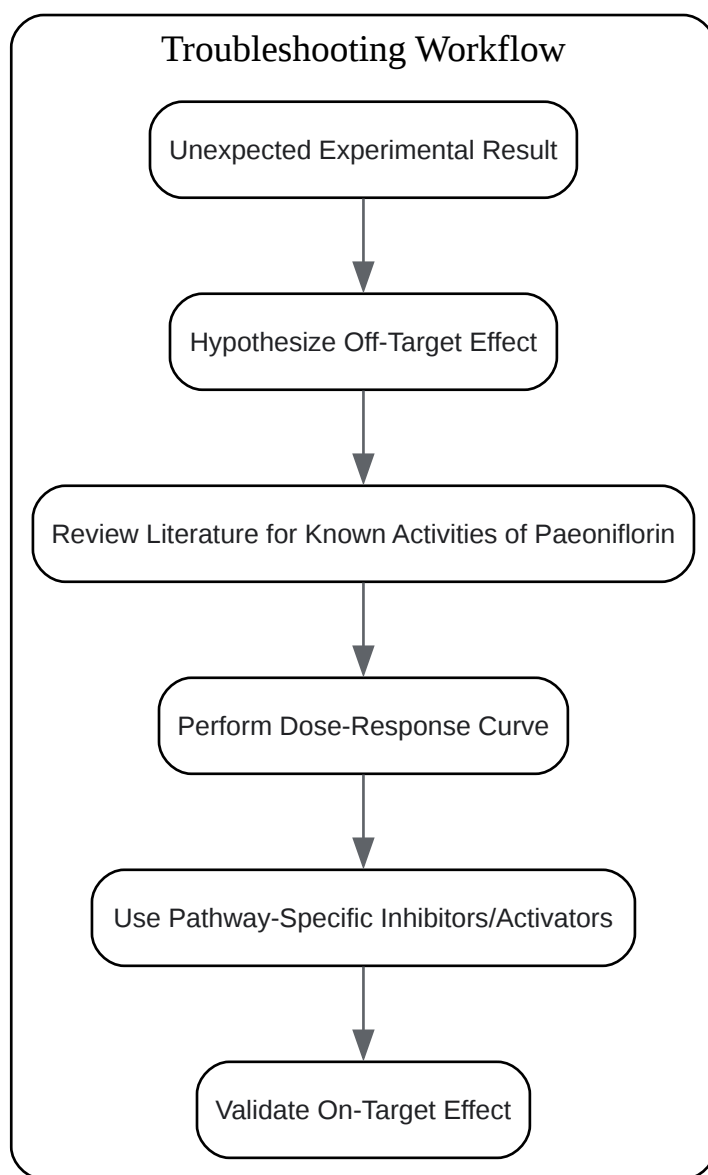 Troubleshooting Workflow
Unexpected Experimental Result
Hypothesize Off-Target Effect
Review Literature for Known Activities of Paeoniflorin
Perform Dose-Response Curve
Use Pathway-Specific Inhibitors/Activators
Validate On-Target Effect